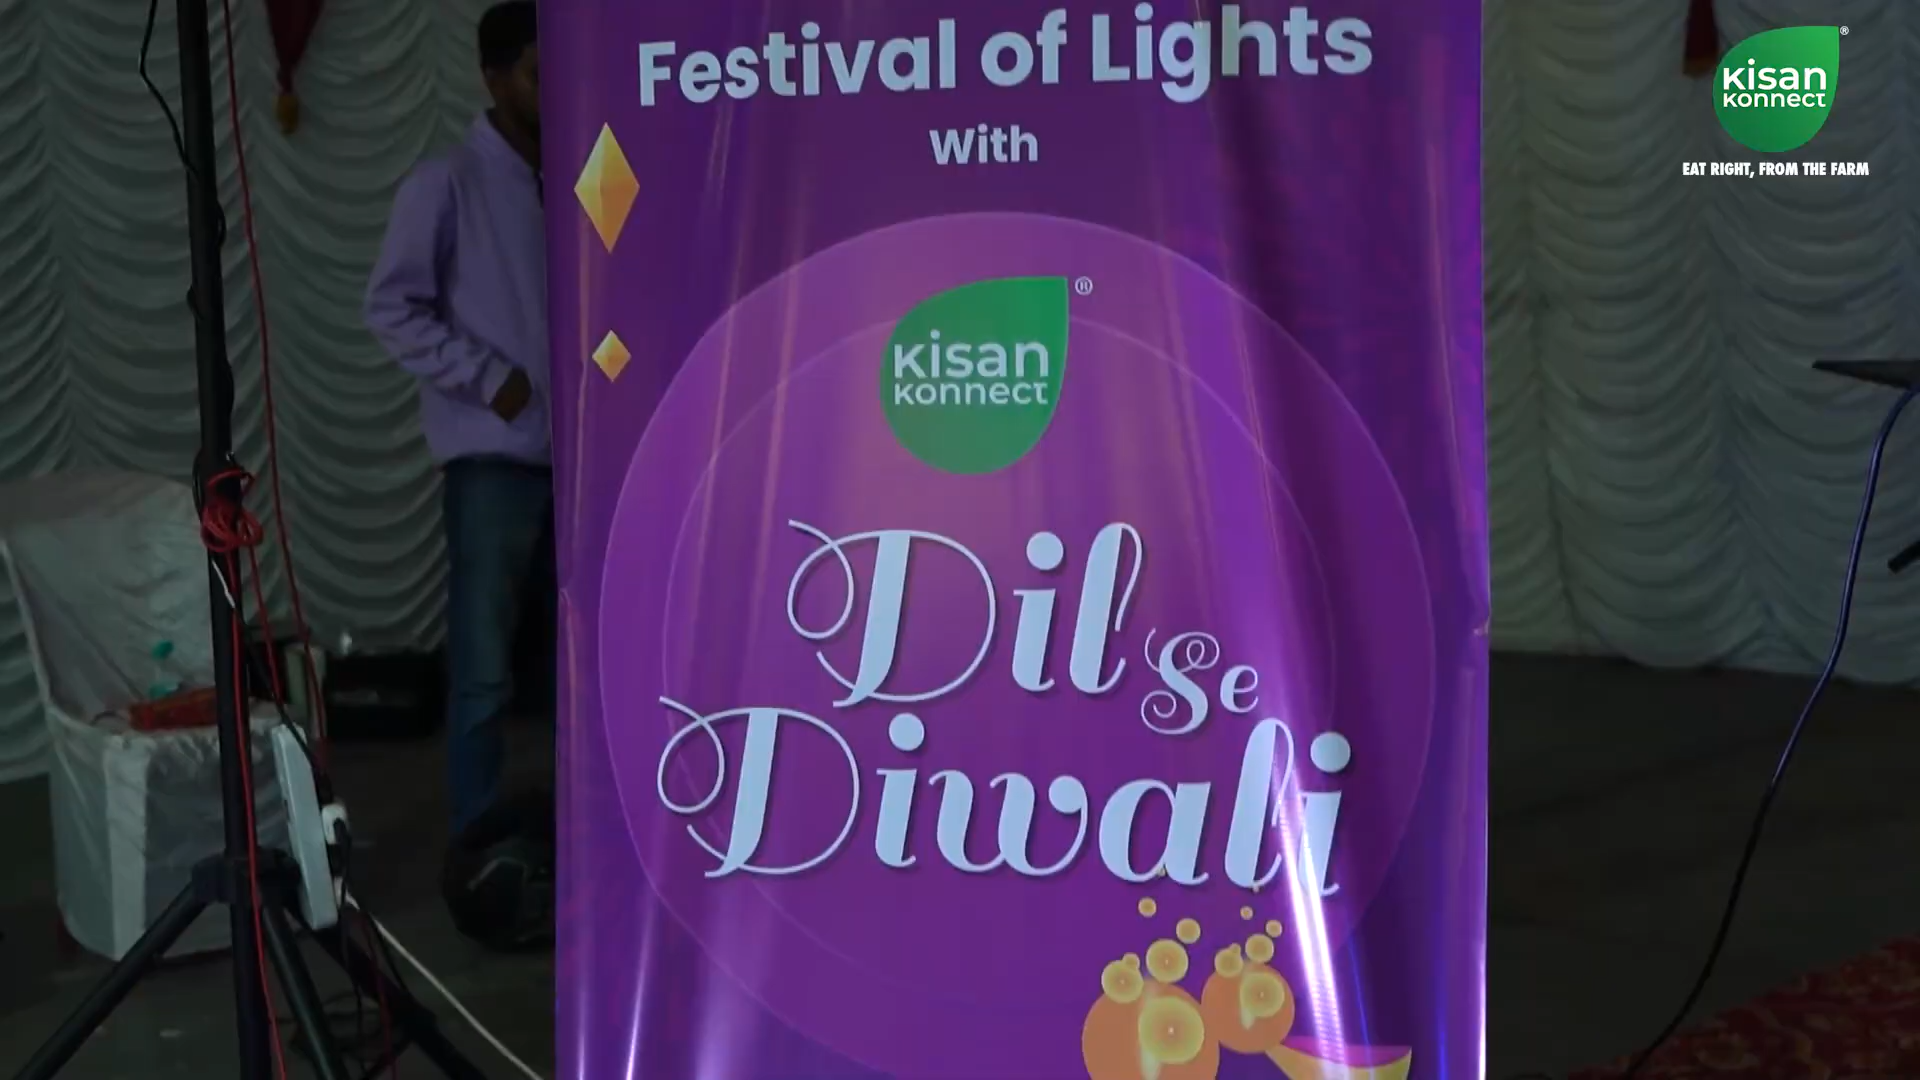 Festival of Lights
With
Kisan
Konnect
®
Dil Se
Diwali
Kisan
Konnect
®
EAT RIGHT, FROM THE FARM